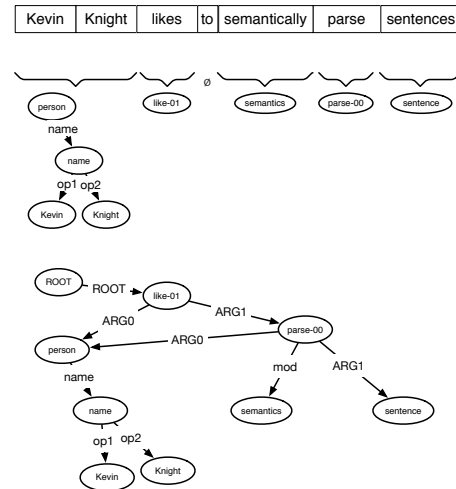 Kevin Knight likes to semantically parse sentences
ø
person like-01 semantics parse-00 sentence
name
name
op1 op2
Kevin Knight
ROOT ROOT like-01
ARG0 ARG1
ARG0 parse-00
person
name mod ARG1
name semantics sentence
op1 op2
Kevin Knight